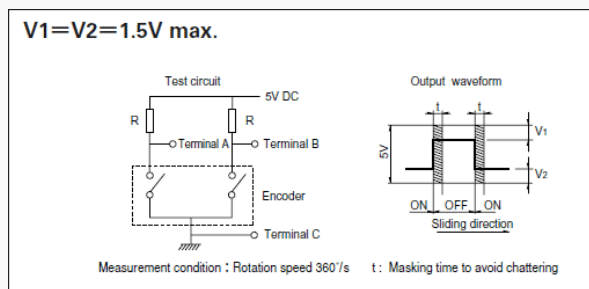 V1=V2=1.5V max.
Test circuit
5V DC
R
R
Terminal A
Terminal B
Encoder
Terminal C
Output waveform
t
t
5V
V1
V2
ON
OFF
ON
Sliding direction
Measurement condition : Rotation speed 360°/s
t : Masking time to avoid chattering